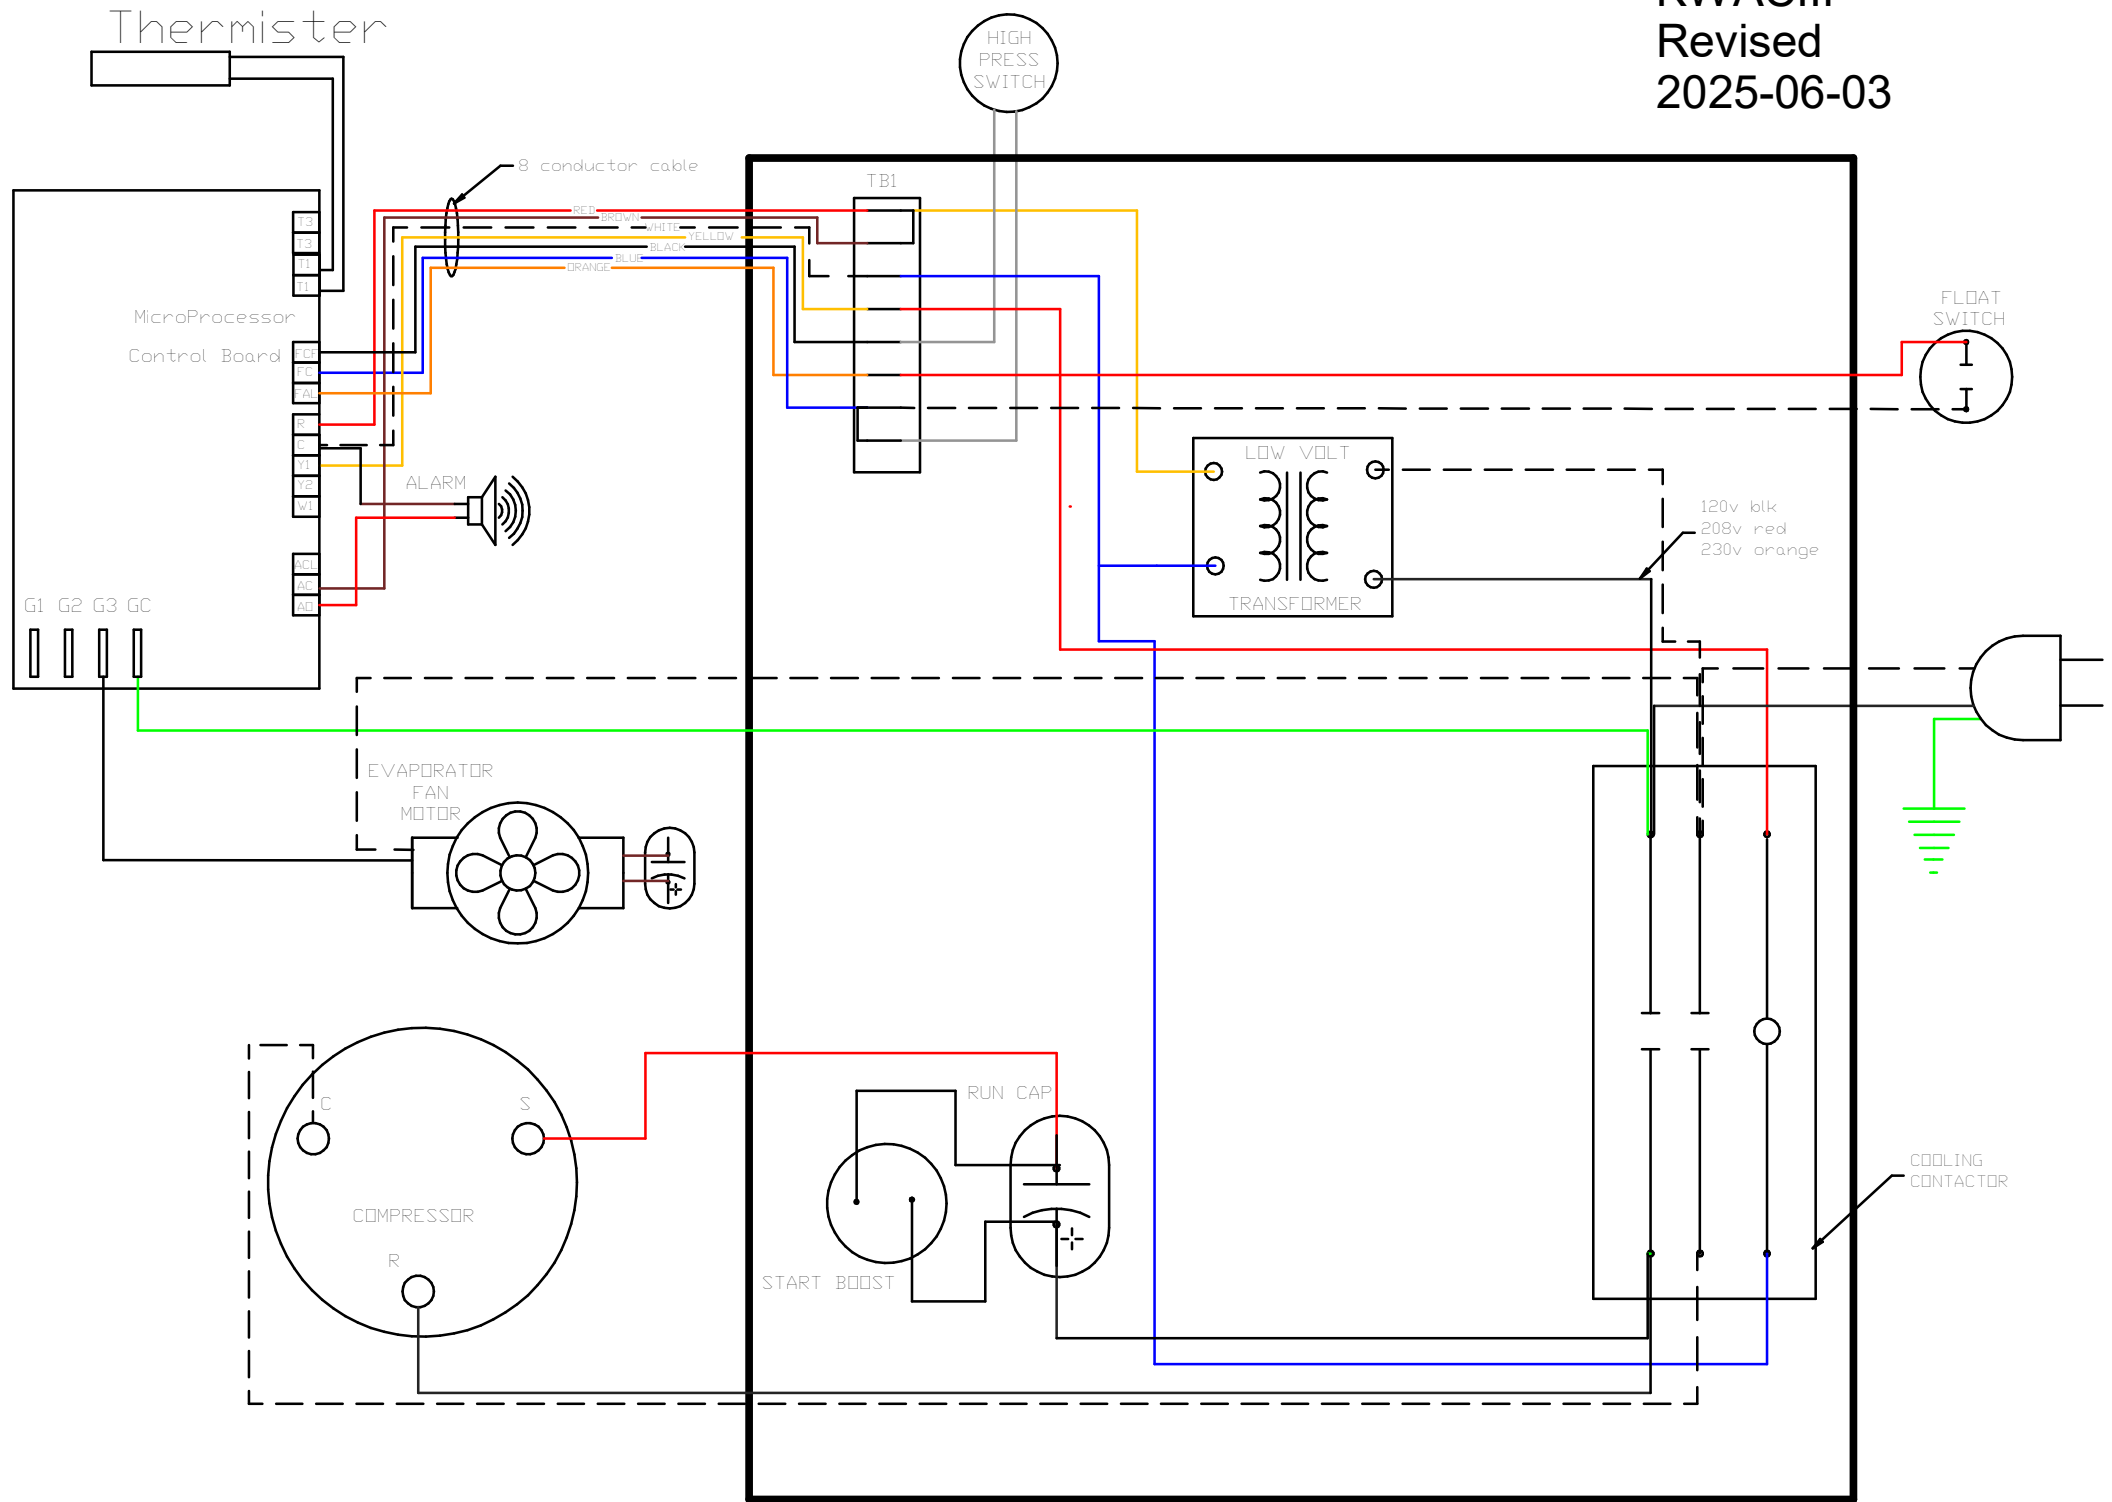 Thermister
HIGH
PRESS
SWITCH
Revised
2025-06-03
8 conductor cable
TB1
RED
BROWN
WHITE
YELLOW
BLACK
BLUE
ORANGE
T3
T3
T1
T1
MicroProcessor
Control Board
FCF
FC
FAL
R
C
Y1
Y2
W1
ACL
AC
AO
ALARM
G1 G2 G3 GC
FLOAT
SWITCH
LOW VOLT
TRANSFORMER
120v blk
208v red
230v orange
EVAPORATOR
FAN
MOTOR
C
S
R
COMPRESSOR
RUN CAP
START BOOST
COOLING
CONTACTOR